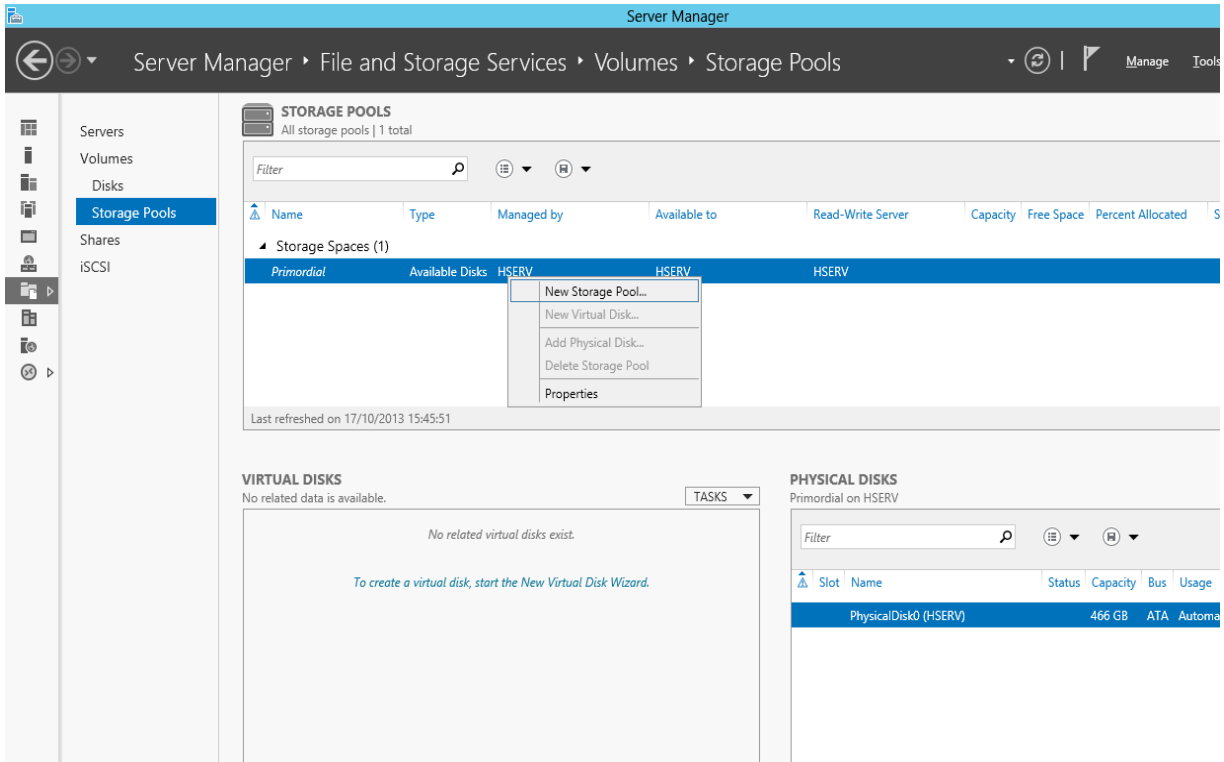 Server Manager
Server Manager ‣ File and Storage Services ‣ Volumes ‣ Storage Pools
Manage
Tools
Servers
Volumes
Disks
Storage Pools
Shares
iSCSI
STORAGE POOLS
All storage pools | 1 total
Filter
Name Type Managed by Available to Read-Write Server Capacity Free Space Percent Allocated S
Storage Spaces (1)
Primordial Available Disks HSERV HSERV HSERV
New Storage Pool...
New Virtual Disk...
Add Physical Disk...
Delete Storage Pool
Properties
Last refreshed on 17/10/2013 15:45:51
VIRTUAL DISKS
No related data is available.
TASKS
No related virtual disks exist.
To create a virtual disk, start the New Virtual Disk Wizard.
PHYSICAL DISKS
Primordial on HSERV
Filter
Slot Name Status Capacity Bus Usage
PhysicalDisk0 (HSERV) 466 GB ATA Automa